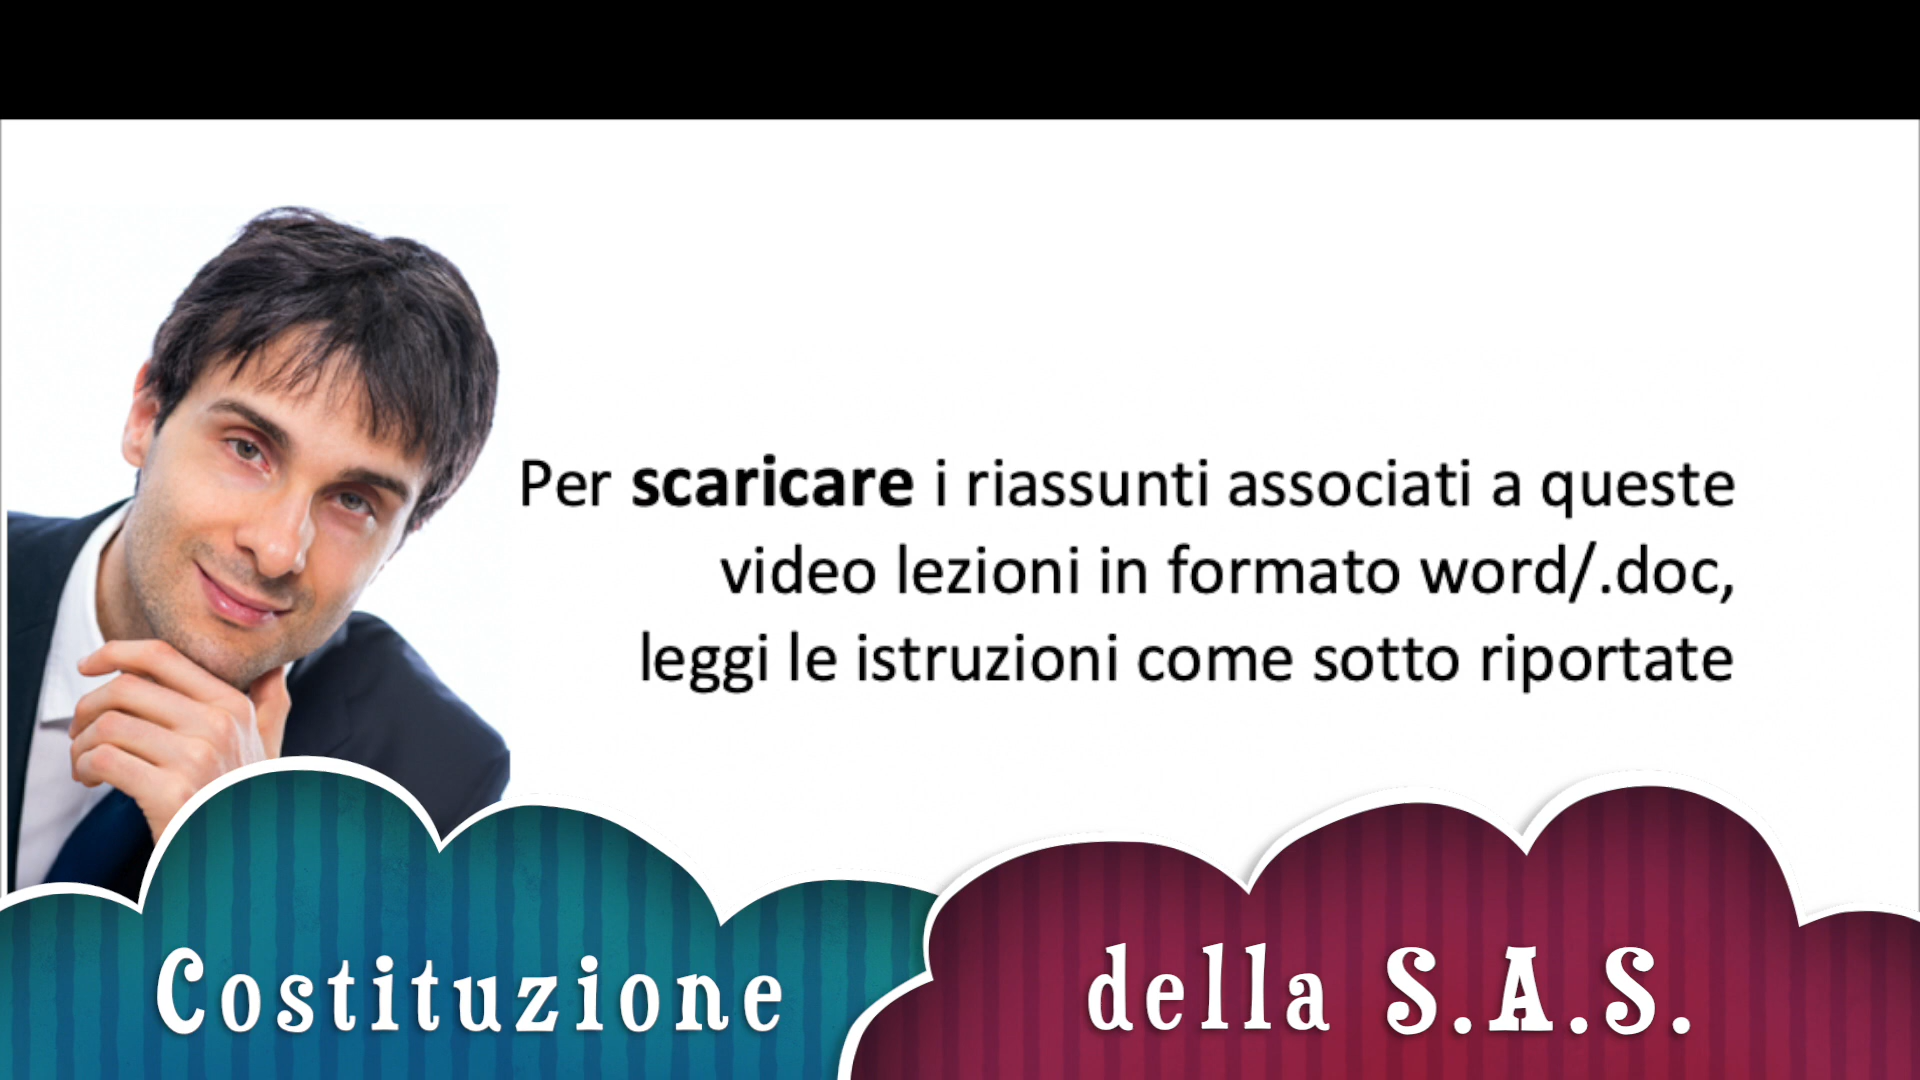 Per scaricare i riassunti associati a queste
video lezioni in formato word/.doc,
leggi le istruzioni come sotto riportate
Costituzione della S.A.S.